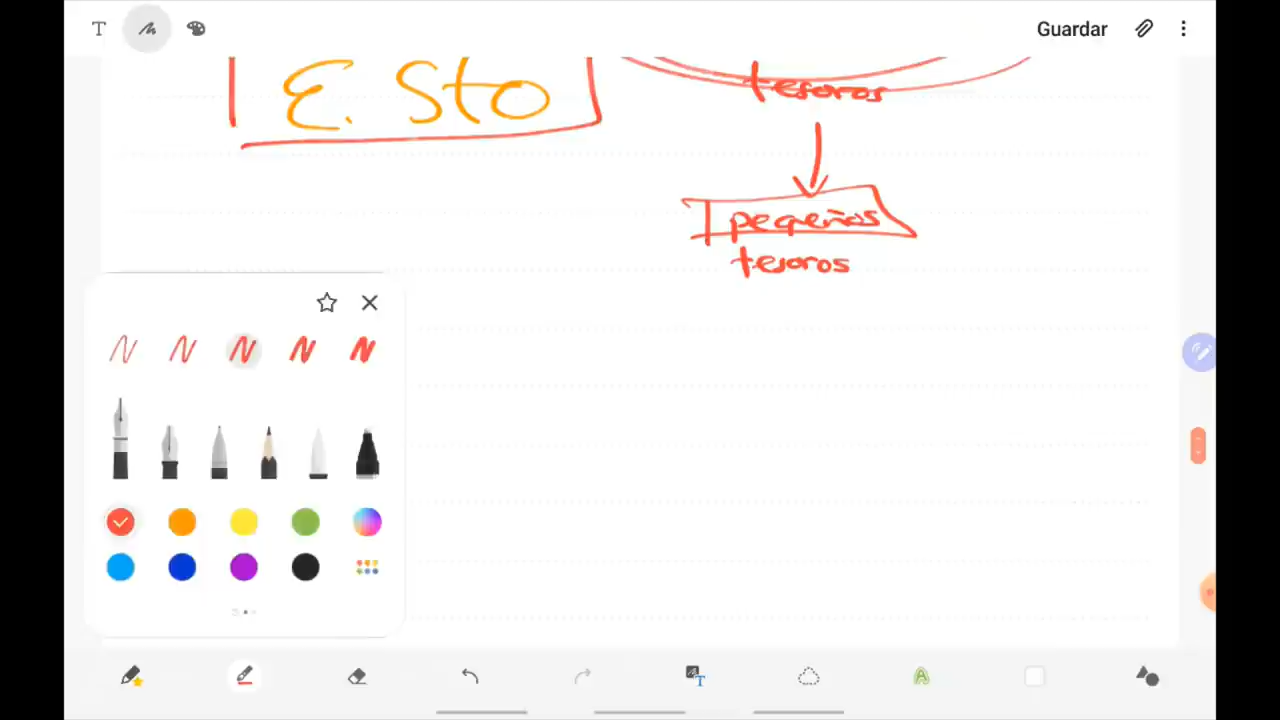 T
Guardar
E. Sto
tesoros
pequeños
tesoros